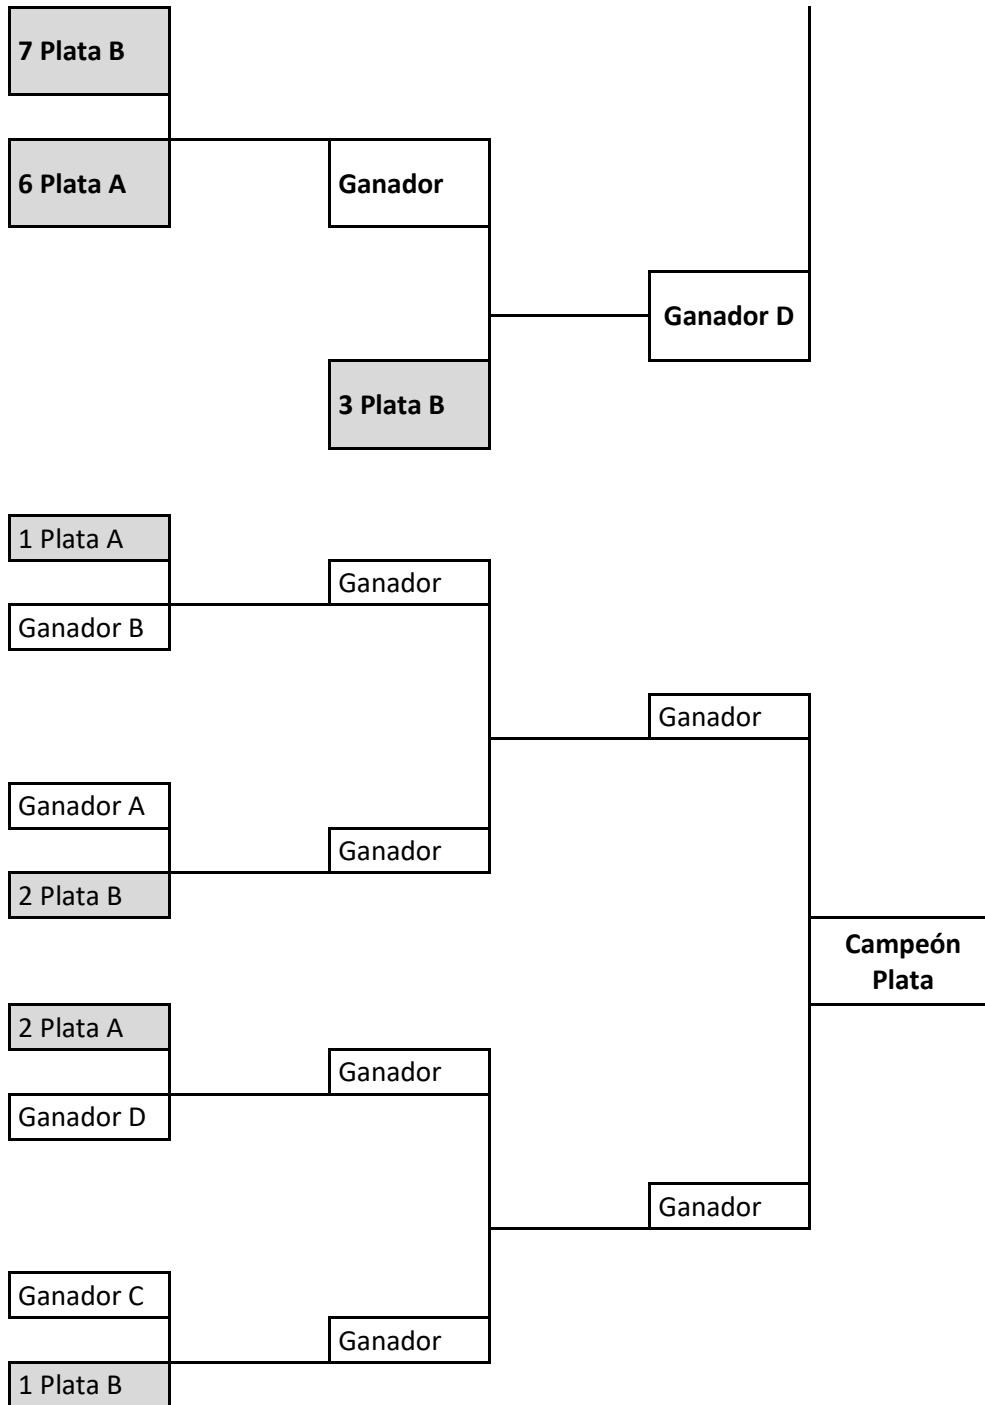 7 Plata B
6 Plata A
Ganador
Ganador D
3 Plata B
1 Plata A
Ganador
Ganador B
Ganador
Ganador A
Ganador
2 Plata B
Campeón
Plata
2 Plata A
Ganador
Ganador D
Ganador
Ganador C
Ganador
1 Plata B